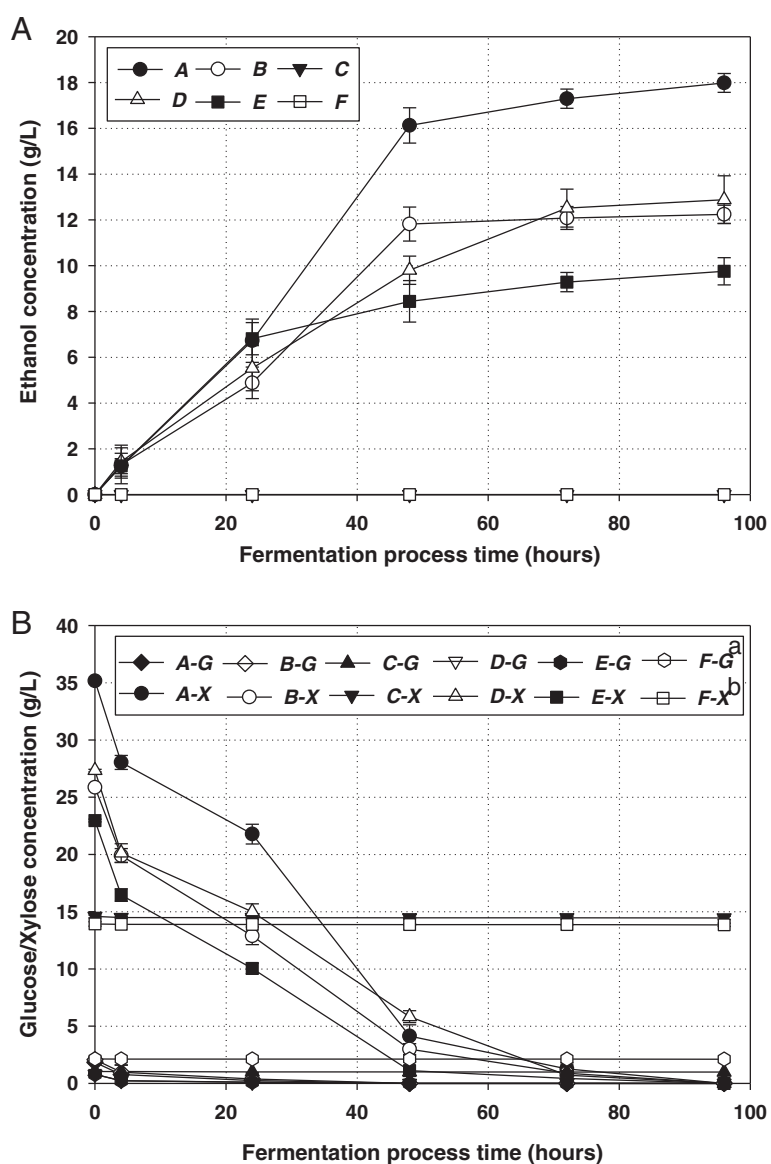 A
20
18
16
14
12
10
8
6
4
2
0
A B C
D E F
Ethanol concentration (g/L)
0 20 40 60 80 100
Fermentation process time (hours)
B
40
35
30
25
20
15
10
5
0
A-G B-G C-G D-G E-G F-G a
A-X B-X C-X D-X E-X F-X b
Glucose/Xylose concentration (g/L)
0 20 40 60 80 100
Fermentation process time (hours)